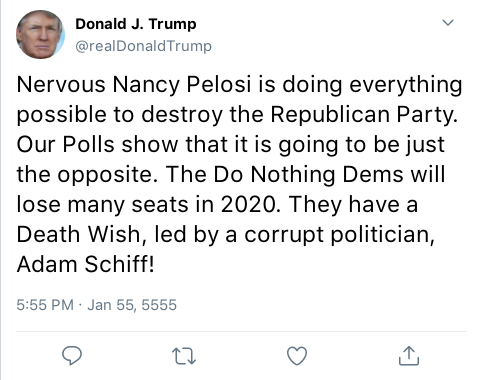 Donald J. Trump
@realDonaldTrump
Nervous Nancy Pelosi is doing everything
possible to destroy the Republican Party.
Our Polls show that it is going to be just
the opposite. The Do Nothing Dems will
lose many seats in 2020. They have a
Death Wish, led by a corrupt politician,
Adam Schiff!
5:55 PM · Jan 55, 5555